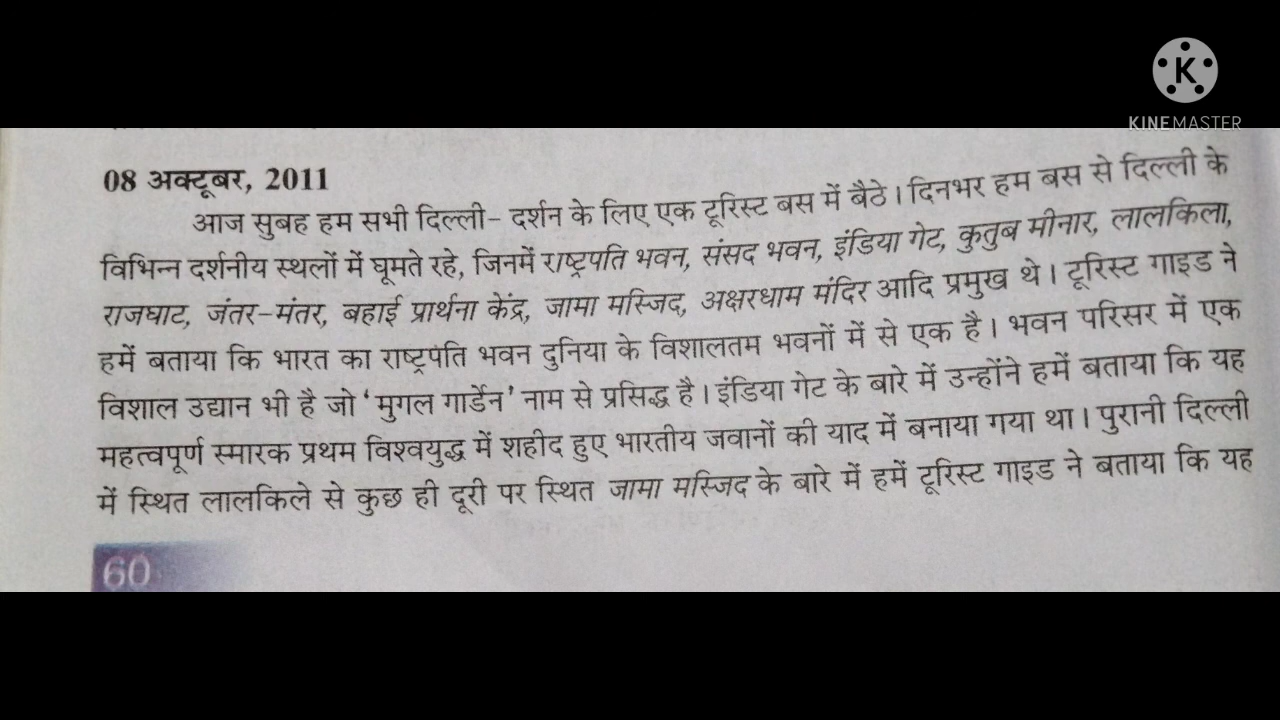 K
KINEMASTER
08 अक्टूबर, 2011
आज सुबह हम सभी दिल्ली- दर्शन के लिए एक टूरिस्ट बस में बैठे। दिनभर हम बस से दिल्ली के
विभिन्न दर्शनीय स्थलों में घूमते रहे, जिनमें राष्ट्रपति भवन, संसद भवन, इंडिया गेट, कुतुब मीनार, लालकिला,
राजघाट, जंतर-मंतर, बहाई प्रार्थना केंद्र, जामा मस्जिद, अक्षरधाम मंदिर आदि प्रमुख थे। टूरिस्ट गाइड ने
हमें बताया कि भारत का राष्ट्रपति भवन दुनिया के विशालतम भवनों में से एक है। भवन परिसर में एक
विशाल उद्यान भी है जो ‘मुगल गार्डेन’ नाम से प्रसिद्ध है। इंडिया गेट के बारे में उन्होंने हमें बताया कि यह
महत्वपूर्ण स्मारक प्रथम विश्वयुद्ध में शहीद हुए भारतीय जवानों की याद में बनाया गया था। पुरानी दिल्ली
में स्थित लालकिले से कुछ ही दूरी पर स्थित जामा मस्जिद के बारे में हमें टूरिस्ट गाइड ने बताया कि यह
60